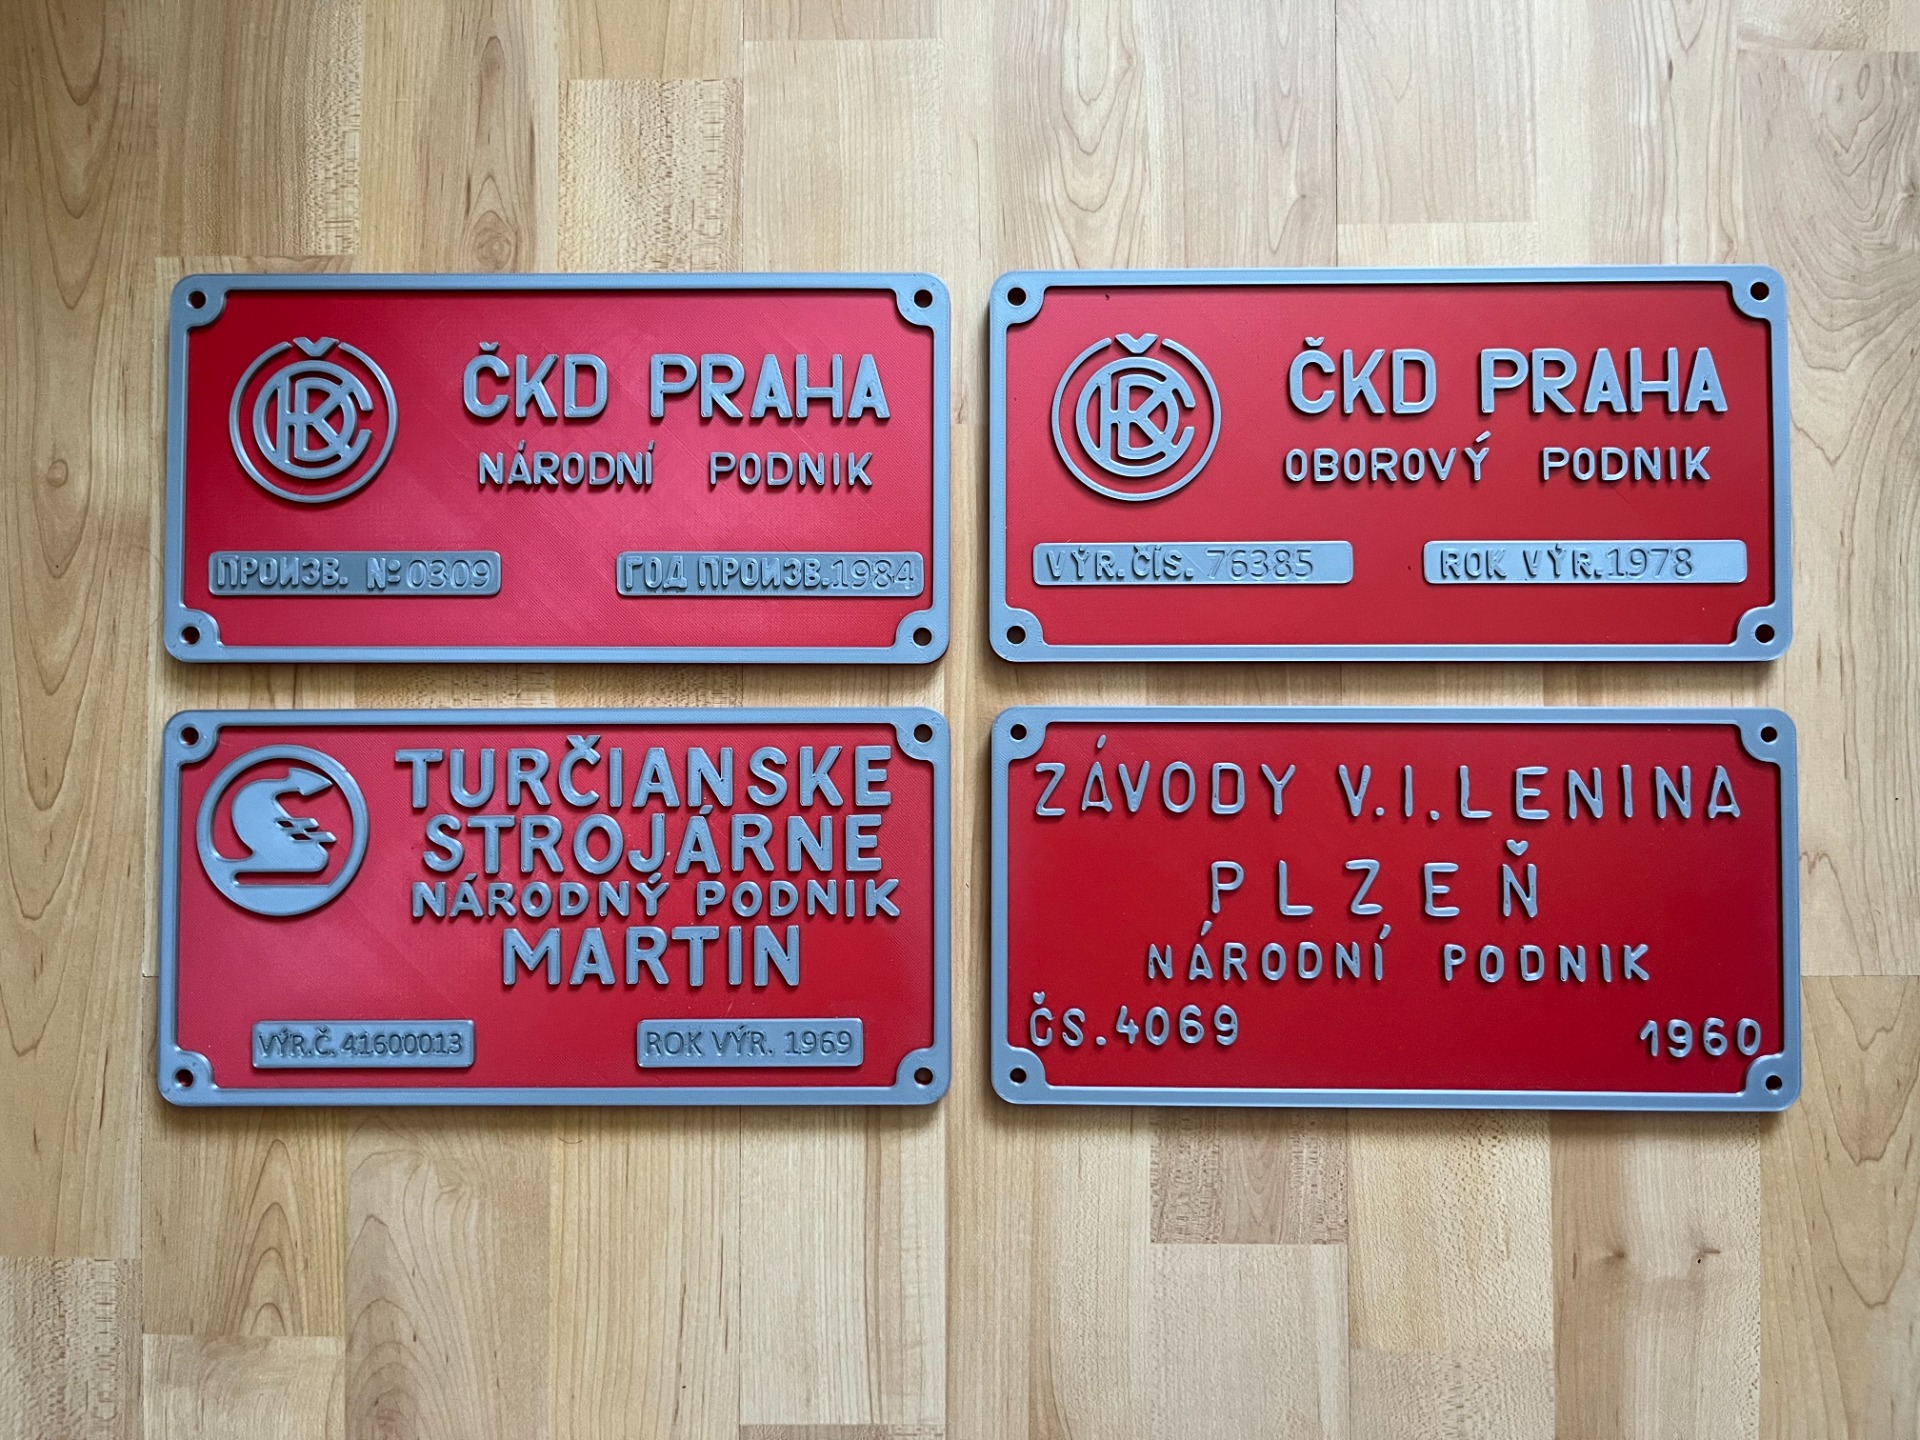 ČKD PRAHA
NÁRODNÍ PODNIK
ПРОИЗВ. №0309
ГОД ПРОИЗВ.1984
ČKD PRAHA
OBOROVÝ PODNIK
VÝR.ČÍS. 76385
ROK VÝR.1978
TURČIANSKE
STROJÁRNE
NÁRODNÝ PODNIK
MARTIN
VÝR.Č. 41600013
ROK VÝR. 1969
ZÁVODY V.I.LENINA
PLZEŇ
NÁRODNÍ PODNIK
ČS.4069
1960